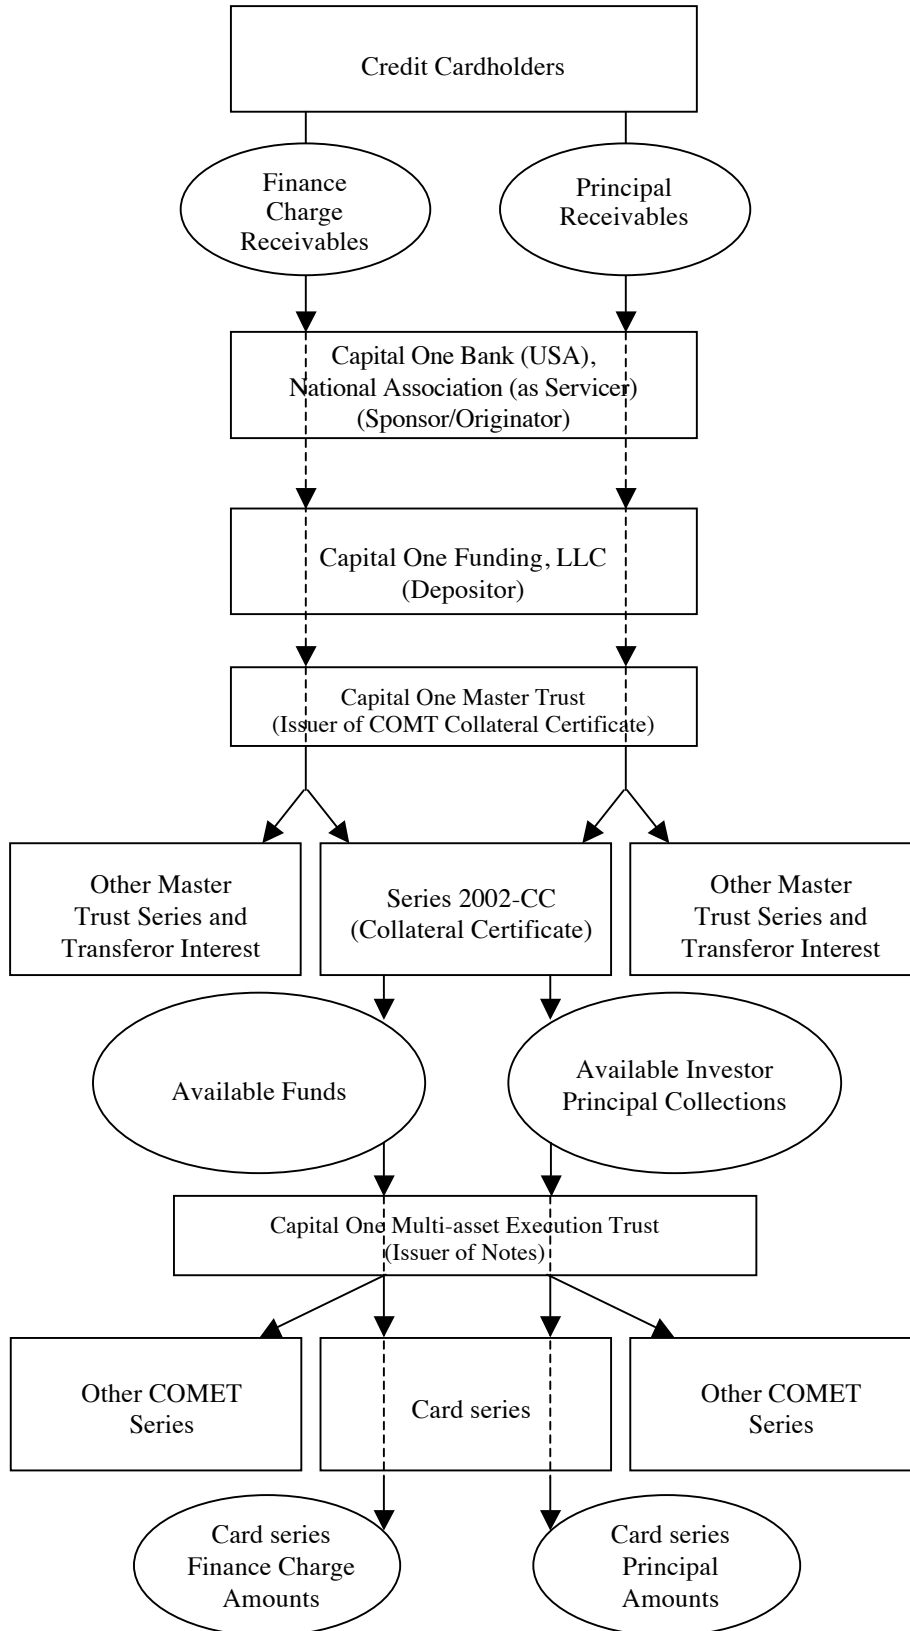 Credit Cardholders
Finance
Charge
Receivables
Principal
Receivables
Capital One Bank (USA),
National Association (as Servicer)
(Sponsor/Originator)
Capital One Funding, LLC
(Depositor)
Capital One Master Trust
(Issuer of COMT Collateral Certificate)
Other Master
Trust Series and
Transferor Interest
Series 2002-CC
(Collateral Certificate)
Other Master
Trust Series and
Transferor Interest
Available Funds
Available Investor
Principal Collections
Capital One Multi-asset Execution Trust
(Issuer of Notes)
Other COMET
Series
Card series
Other COMET
Series
Card series
Finance Charge
Amounts
Card series
Principal
Amounts